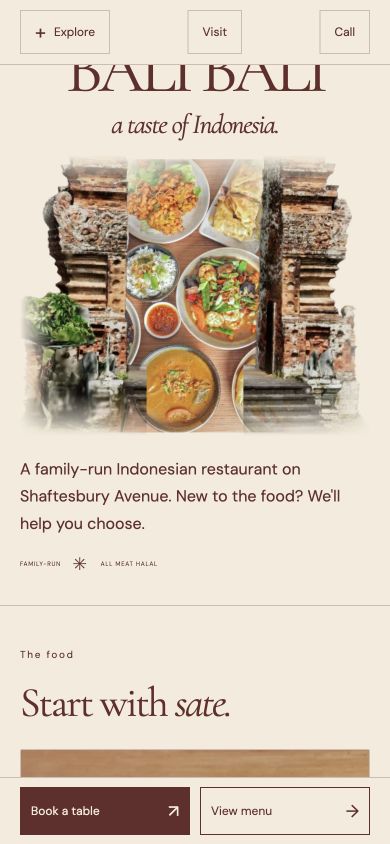 Explore
Visit
Call
BALI BALI
a taste of Indonesia.
A family-run Indonesian restaurant on
Shaftesbury Avenue. New to the food? We'll
help you choose.
FAMILY-RUN
ALL MEAT HALAL
The food
Start with sate.
Book a table
View menu